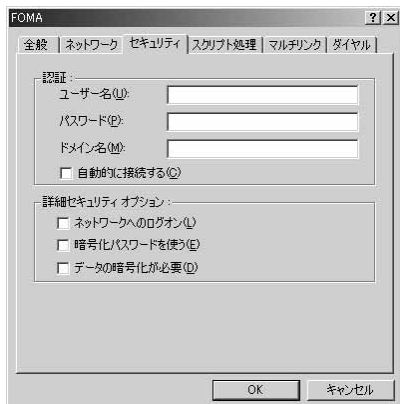 FOMA ? ×
全般 ネットワーク セキュリティ スクリプト処理 マルチリンク ダイヤル
認証:
ユーザー名(U):
パスワード(P):
ドメイン名(M):
自動的に接続する(C)
詳細セキュリティ オプション:
ネットワークへのログオン(L)
暗号化パスワードを使う(E)
データの暗号化が必要(D)
OK キャンセル